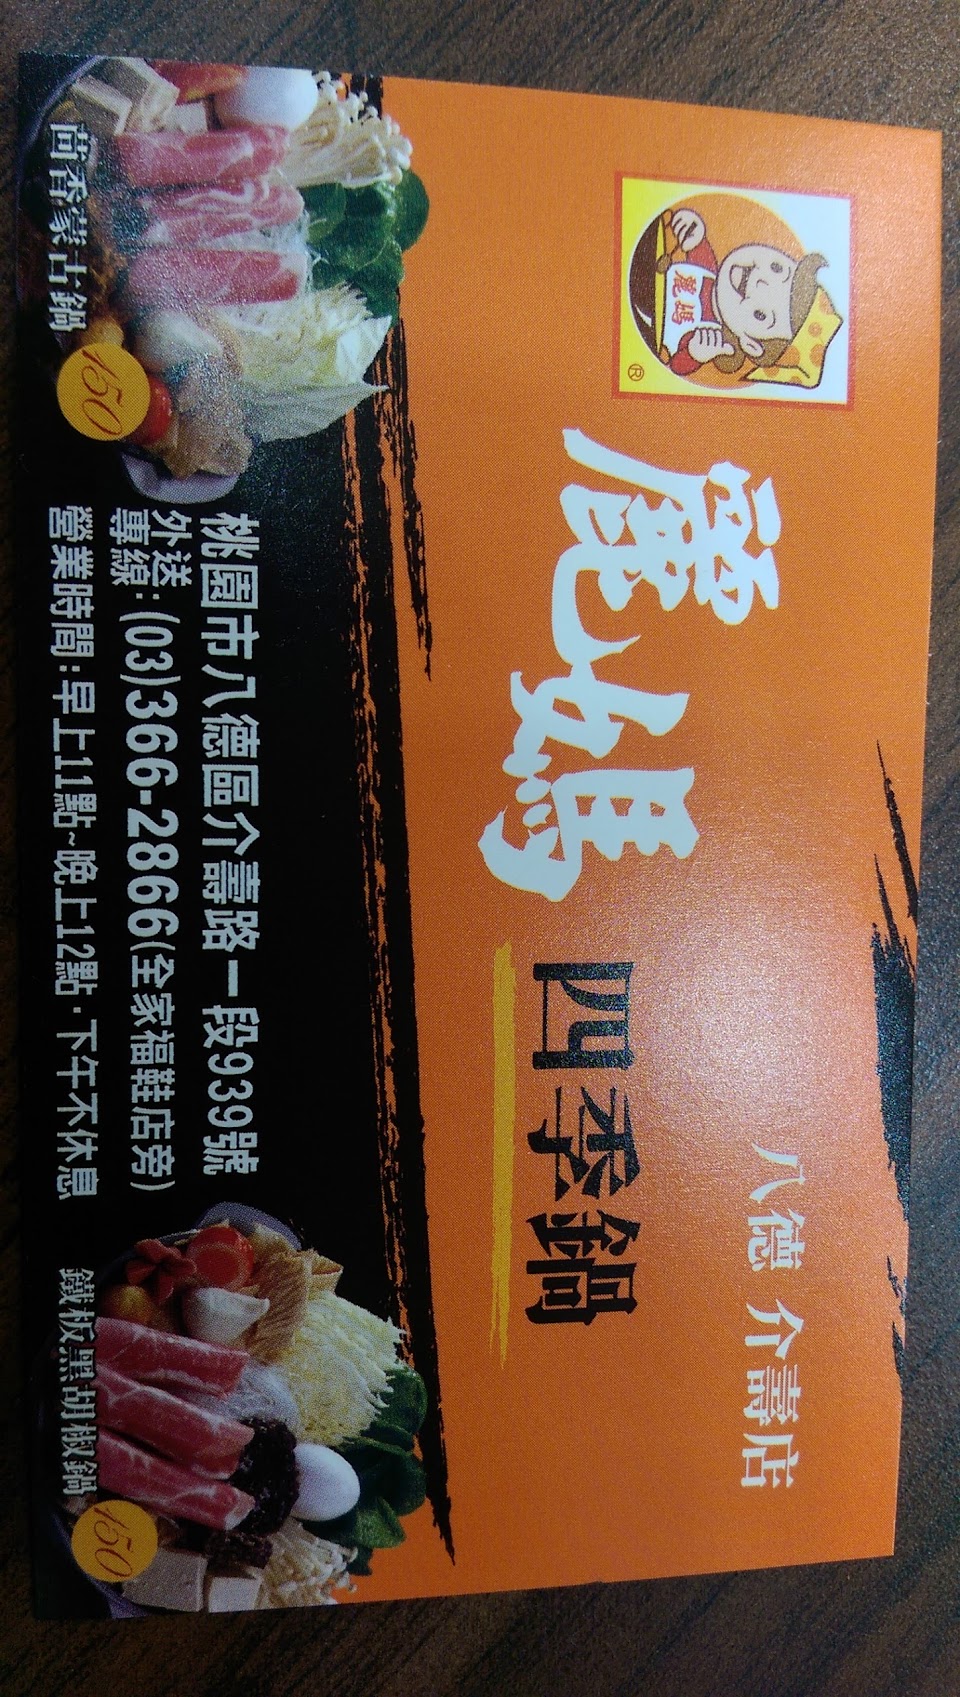 麗媽
®
八德 介壽店
麗媽
四季鍋
桃園市八德區介壽路一段939號
外送專線：(03)366-2866(全家福鞋店旁)
營業時間：早上11點~晚上12點·下午不休息
茴香蒙古鍋
150
鐵板黑胡椒鍋
150